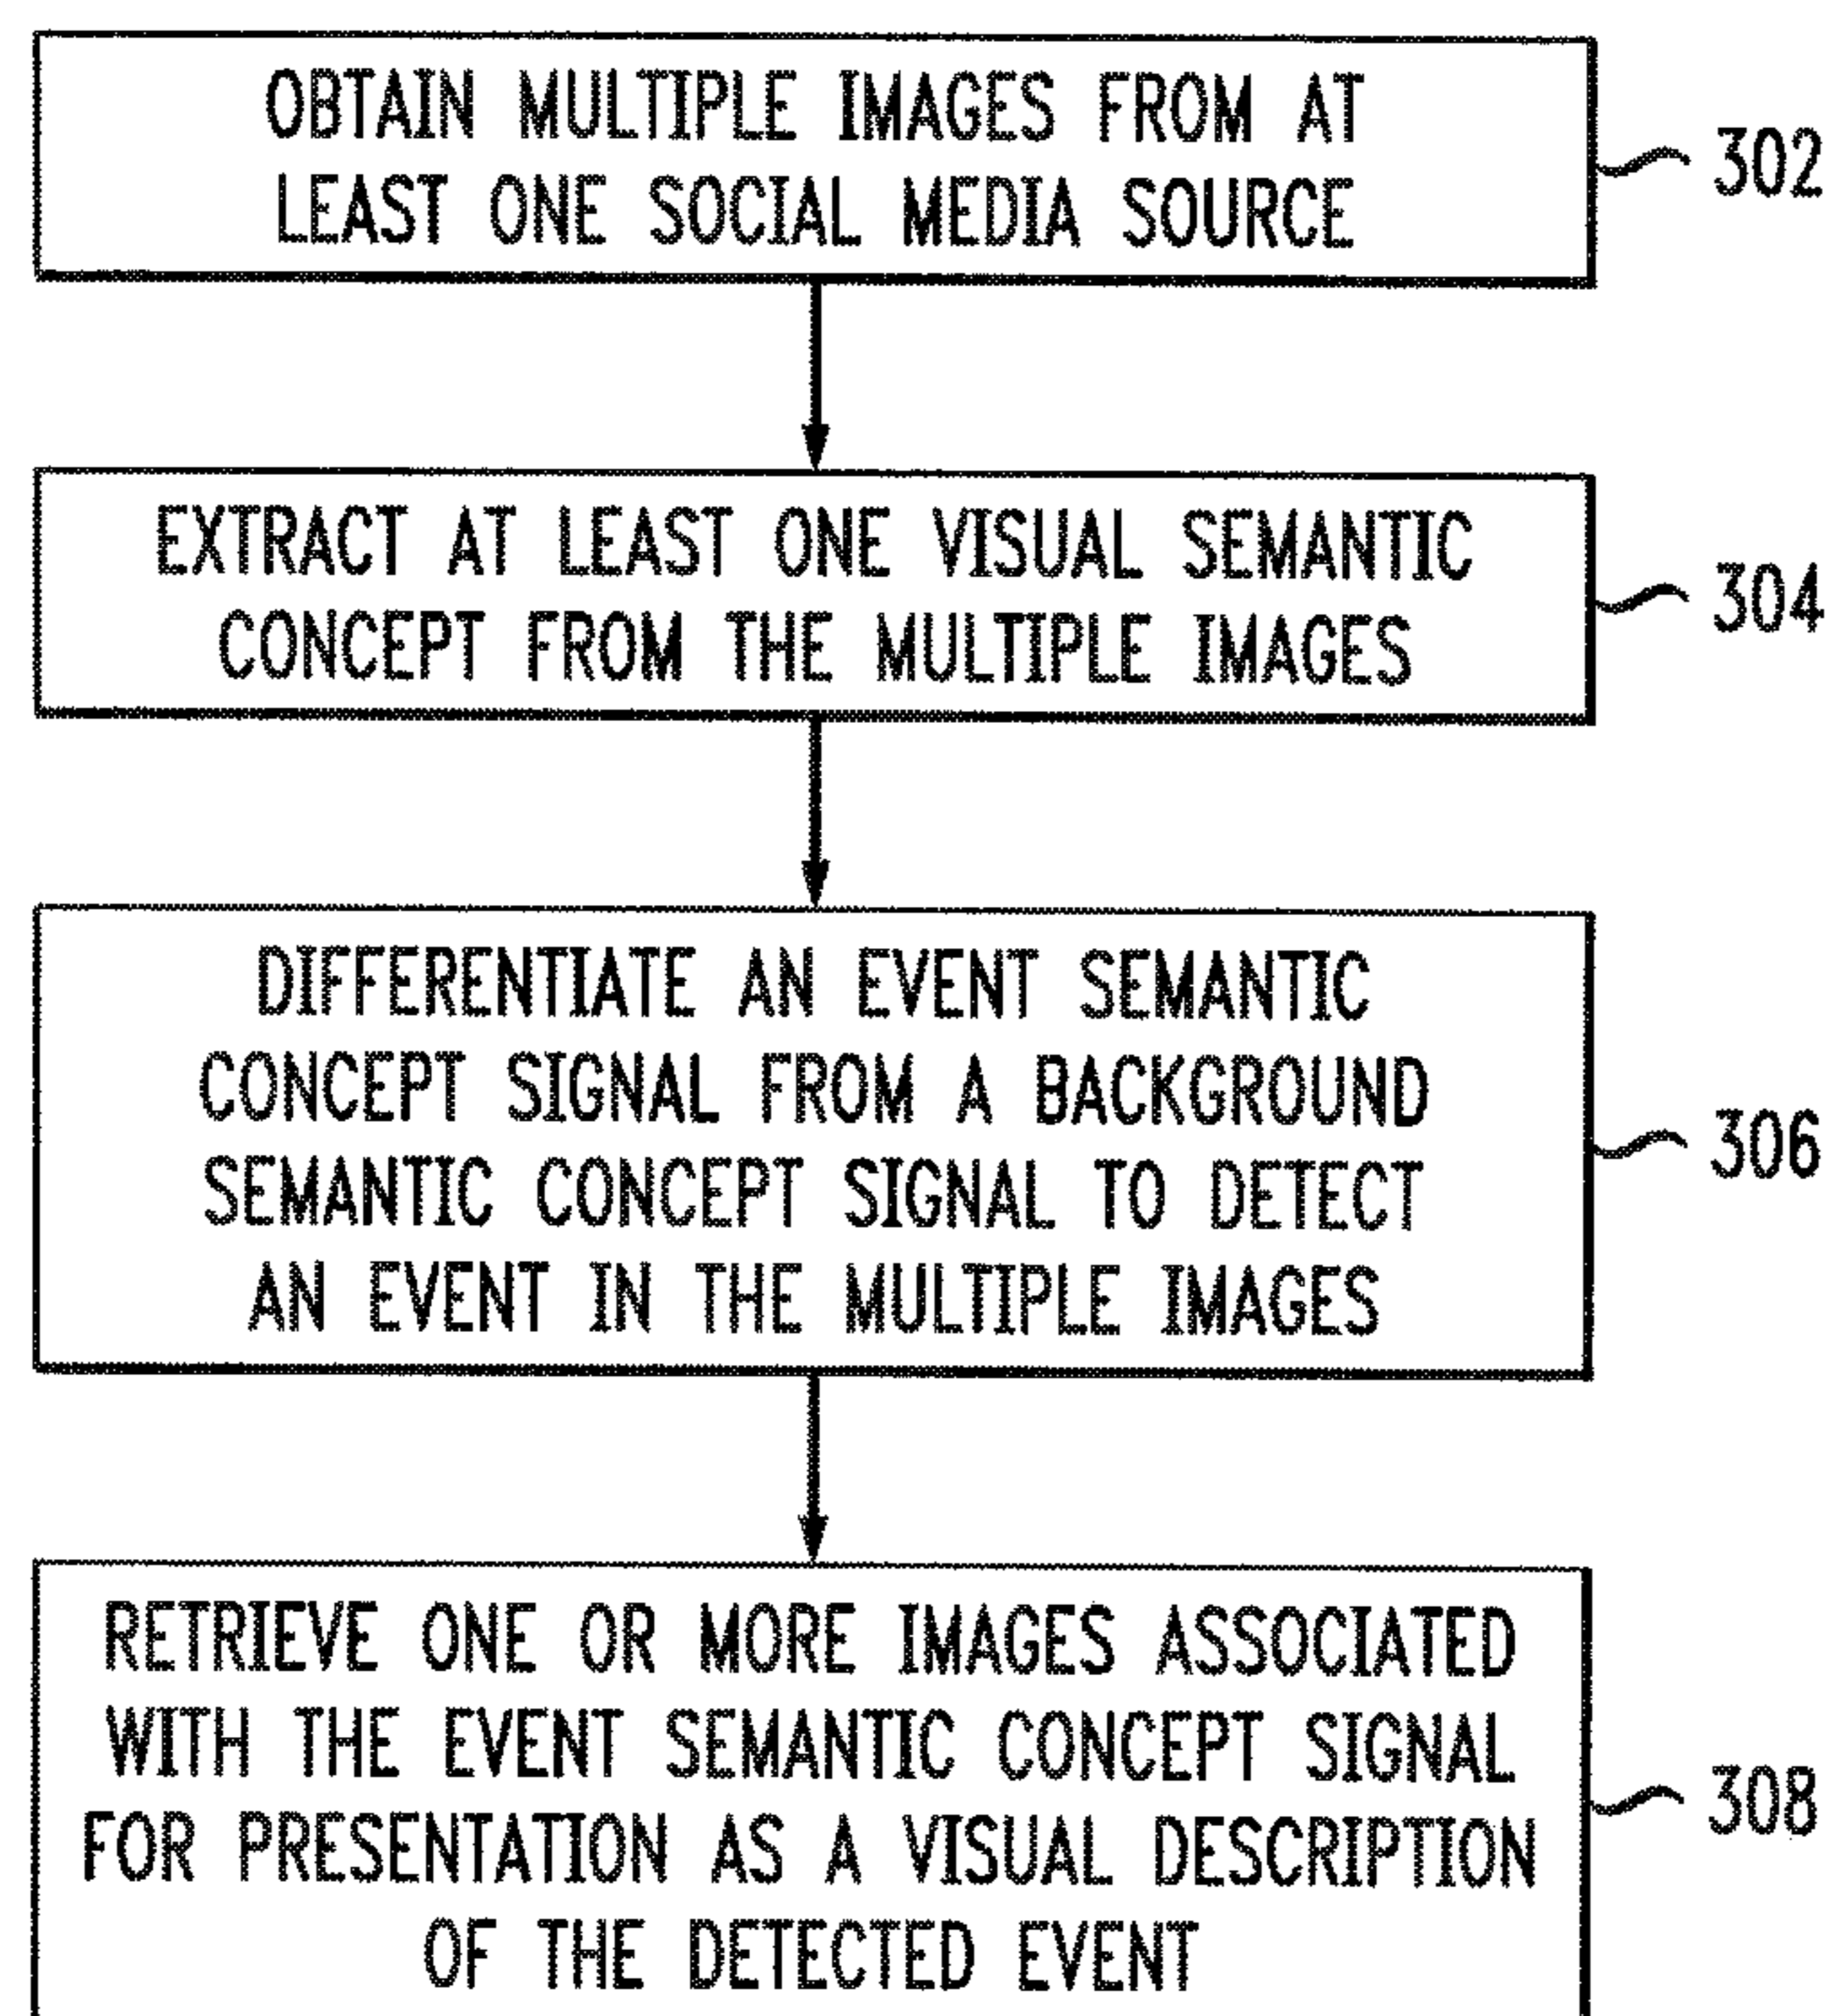 OBTAIN MULTIPLE IMAGES FROM AT
LEAST ONE SOCIAL MEDIA SOURCE
302
EXTRACT AT LEAST ONE VISUAL SEMANTIC
CONCEPT FROM THE MULTIPLE IMAGES
304
DIFFERENTIATE AN EVENT SEMANTIC
CONCEPT SIGNAL FROM A BACKGROUND
SEMANTIC CONCEPT SIGNAL TO DETECT
AN EVENT IN THE MULTIPLE IMAGES
306
RETRIEVE ONE OR MORE IMAGES ASSOCIATED
WITH THE EVENT SEMANTIC CONCEPT SIGNAL
FOR PRESENTATION AS A VISUAL DESCRIPTION
OF THE DETECTED EVENT
308